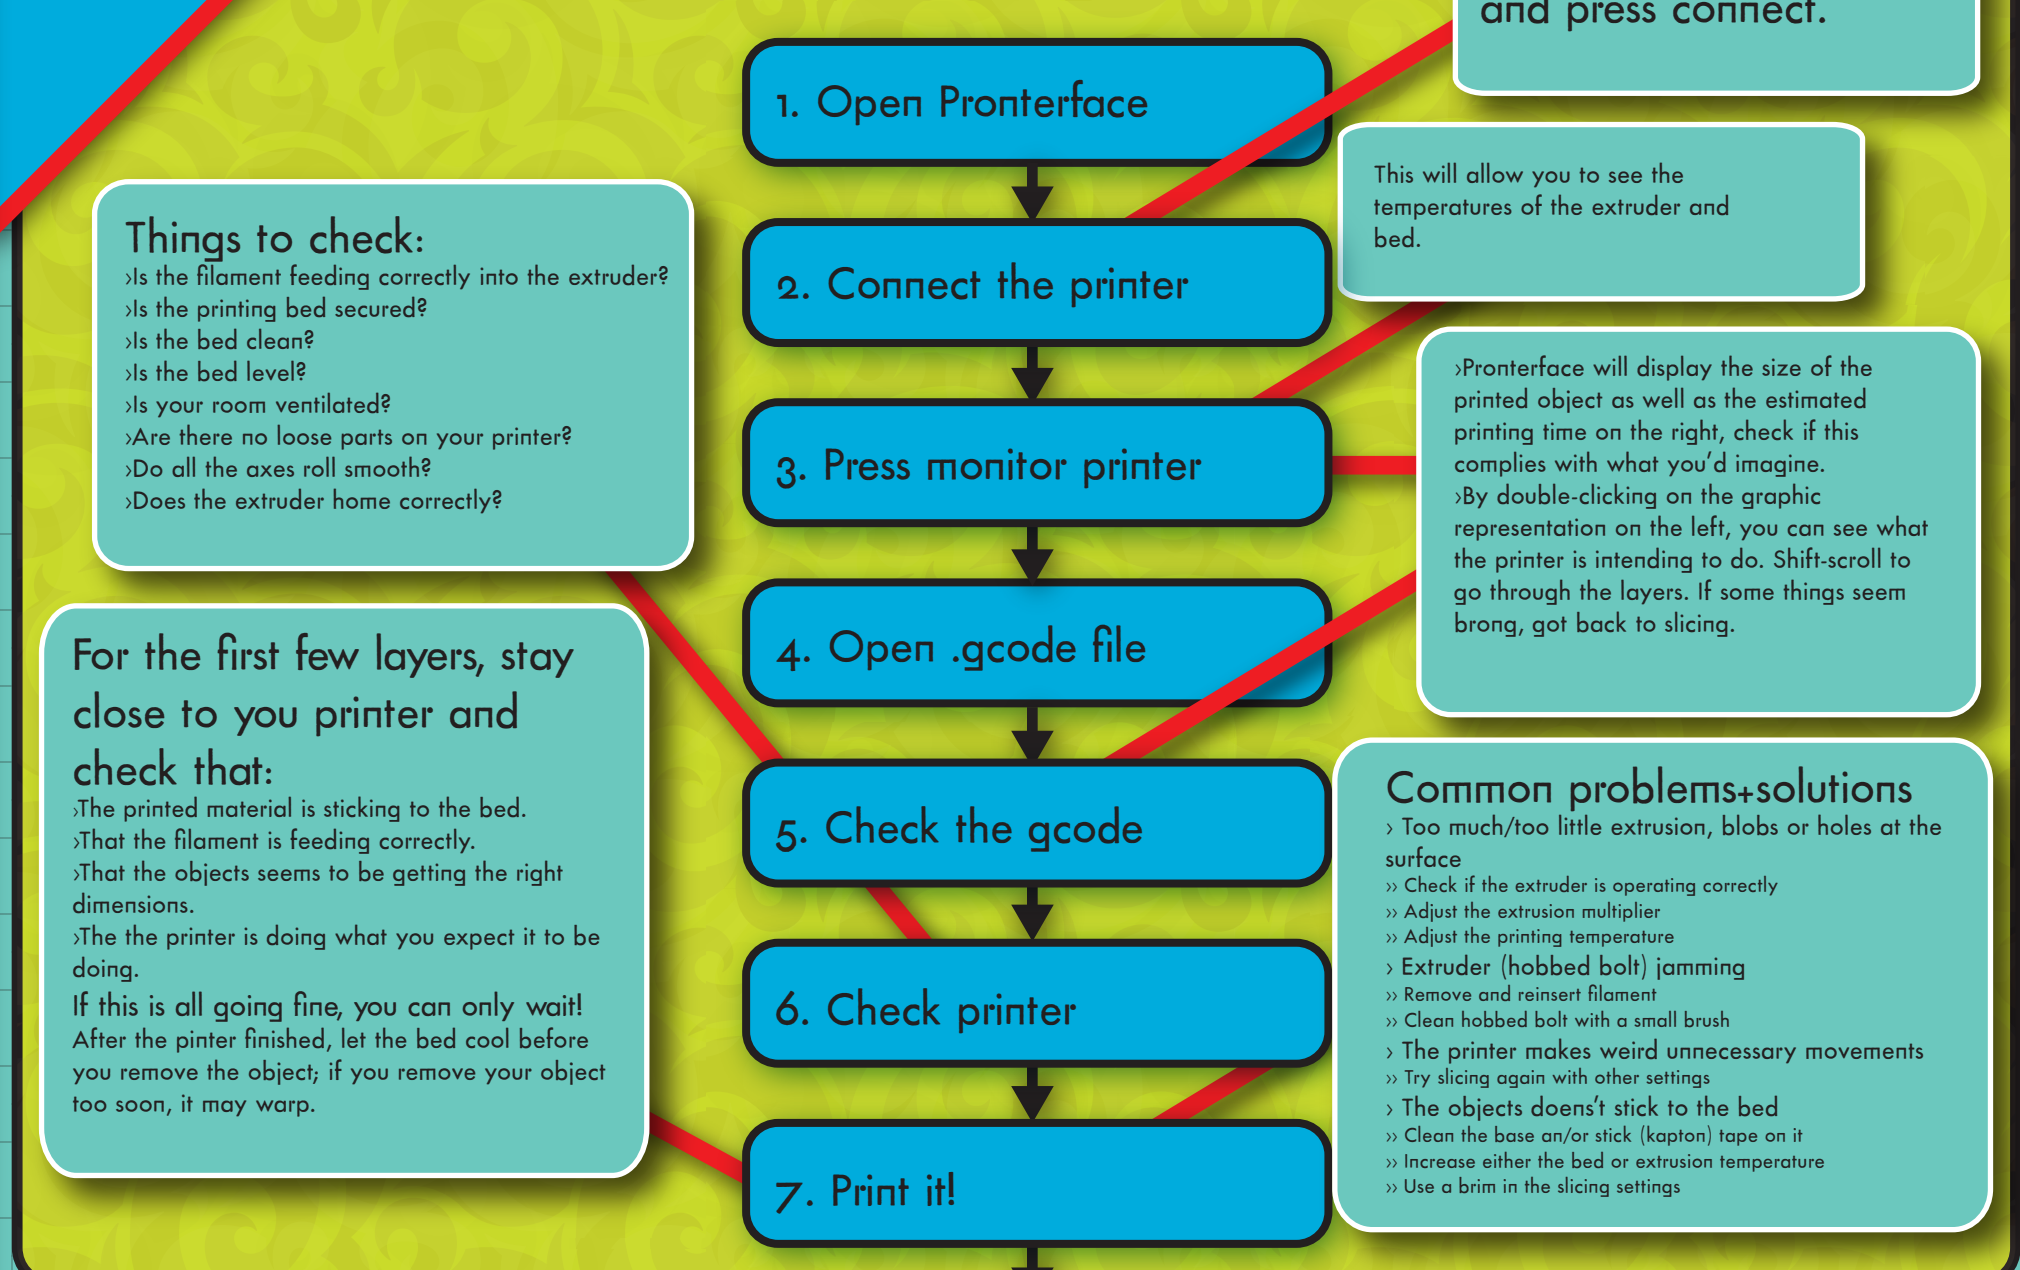 and press connect.
1. Open Pronterface
This will allow you to see the
temperatures of the extruder and
bed.
Things to check:
›Is the filament feeding correctly into the extruder?
›Is the printing bed secured?
›Is the bed clean?
›Is the bed level?
›Is your room ventilated?
›Are there no loose parts on your printer?
›Do all the axes roll smooth?
›Does the extruder home correctly?
2. Connect the printer
›Pronterface will display the size of the
printed object as well as the estimated
printing time on the right, check if this
complies with what you'd imagine.
›By double-clicking on the graphic
representation on the left, you can see what
the printer is intending to do. Shift-scroll to
go through the layers. If some things seem
brong, got back to slicing.
3. Press monitor printer
4. Open .gcode file
For the first few layers, stay
close to you printer and
check that:
›The printed material is sticking to the bed.
›That the filament is feeding correctly.
›That the objects seems to be getting the right
dimensions.
›The the printer is doing what you expect it to be
doing.
If this is all going fine, you can only wait!
After the pinter finished, let the bed cool before
you remove the object; if you remove your object
too soon, it may warp.
5. Check the gcode
Common problems+solutions
› Too much/too little extrusion, blobs or holes at the
surface
›› Check if the extruder is operating correctly
›› Adjust the extrusion multiplier
›› Adjust the printing temperature
› Extruder (hobbed bolt) jamming
›› Remove and reinsert filament
›› Clean hobbed bolt with a small brush
› The printer makes weird unnecessary movements
›› Try slicing again with other settings
› The objects doens't stick to the bed
›› Clean the base an/or stick (kapton) tape on it
›› Increase either the bed or extrusion temperature
›› Use a brim in the slicing settings
6. Check printer
7. Print it!